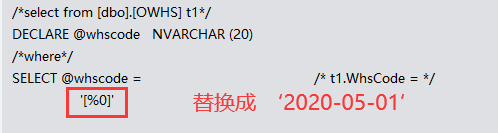 /*select from [dbo].[OWHS] t1*/
DECLARE @whscode NVARCHAR (20)
/*where*/
SELECT @whscode = /* t1.WhsCode = */
'[%0]' 替换成 ‘2020-05-01‘